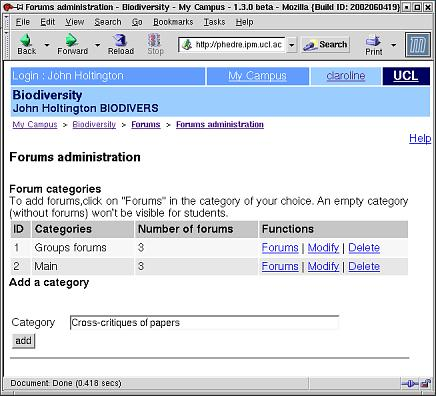 Forums administration - Biodiversity - My Campus - 1.3.0 beta - Mozilla {Build ID: 2002060419}
File Edit View Search Go Bookmarks Tasks Help
Back Forward Reload Stop http://phedre.ipm.ucl.ac Search Print
Login : John Holtington My Campus claroline UCL
Biodiversity
John Holtington BIODIVERS
My Campus > Biodiversity > Forums > Forums administration
Help
Forums administration
Forum categories
To add forums,click on "Forums" in the category of your choice. An empty category
(without forums) won't be visible for students.
ID Categories Number of forums Functions
1 Groups forums 3 Forums | Modify | Delete
2 Main 3 Forums | Modify | Delete
Add a category
Category Cross-critiques of papers
add
Document: Done (0.418 secs)